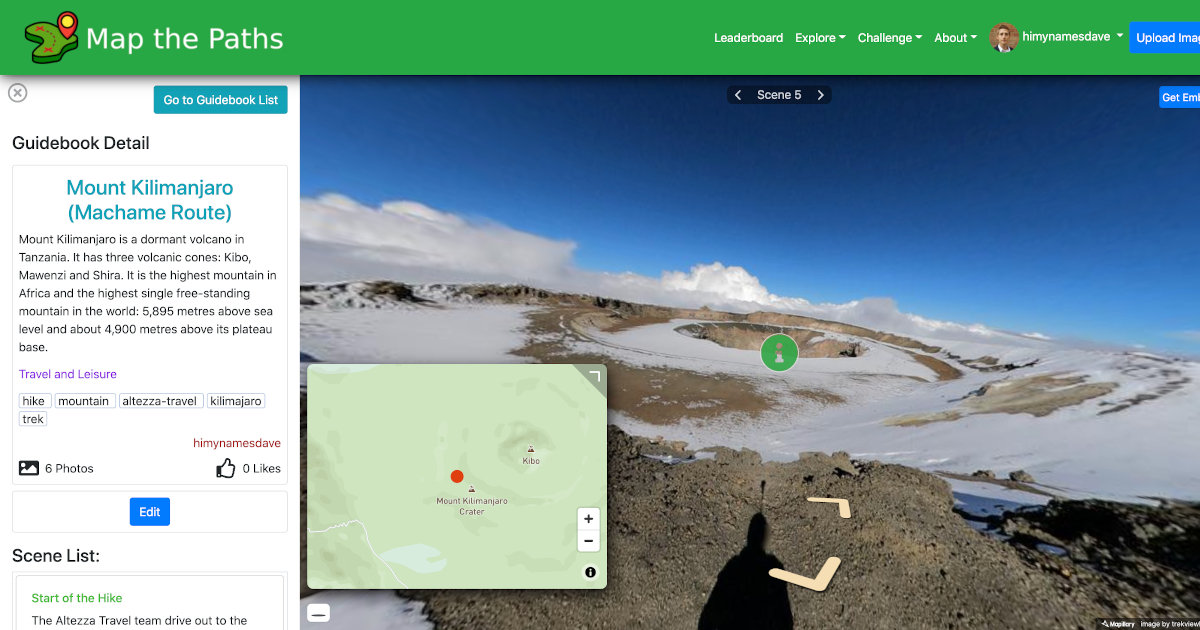 Map the Paths
Leaderboard Explore Challenge About himynamesdave Upload Imag
Go to Guidebook List
Guidebook Detail
Mount Kilimanjaro
(Machame Route)
Mount Kilimanjaro is a dormant volcano in
Tanzania. It has three volcanic cones: Kibo,
Mawenzi and Shira. It is the highest mountain in
Africa and the highest single free-standing
mountain in the world: 5,895 metres above sea
level and about 4,900 metres above its plateau
base.
Travel and Leisure
hike mountain altezza-travel kilimajaro
trek
himynamesdave
6 Photos 0 Likes
Edit
Scene List:
Start of the Hike
The Altezza Travel team drive out to the
Scene 5
Get Emb
Kibo
Mount Kilimanjaro
Crater
+
−
Mapillary image by trekview